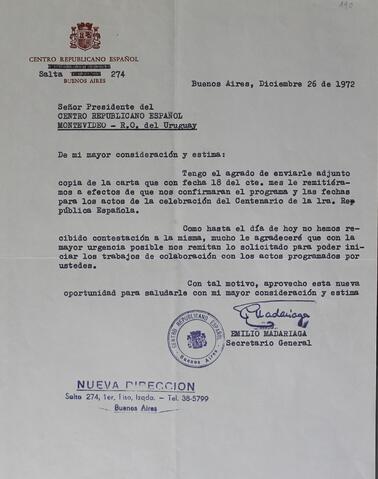 190
CENTRO REPUBLICANO ESPAÑOL
Salta 274
BUENOS AIRES
Buenos Aires, Diciembre 26 de 1972
Señor Presidente del
CENTRO REPUBLICANO ESPAÑOL
MONTEVIDEO - R.O. del Uruguay
De mi mayor consideración y estima:
Tengo el agrado de enviarle adjunto
copia de la carta que con fecha 18 del cte. mes le remitiéra-
mos a efectos de que nos confirmaran el programa y las fechas
para los actos de la celebración del Centenario de la 1ra. Re-
pública Española.
Como hasta el día de hoy no hemos re-
cibido contestación a la misma, mucho le agradeceré que con la
mayor urgencia posible nos remitan lo solicitado para poder ini-
ciar los trabajos de colaboración con los actos programados por
ustedes.
Con tal motivo, aprovecho esta nueva
oportunidad para saludarle con mi mayor consideración y estima
Madariaga
EMILIO MADARIAGA
Secretario General
CENTRO REPUBLICANO ESPAÑOL
Buenos Aires
NUEVA DIRECCION
Salta 274, 1er. Piso, Izqda. - Tel. 38-5799
Buenos Aires